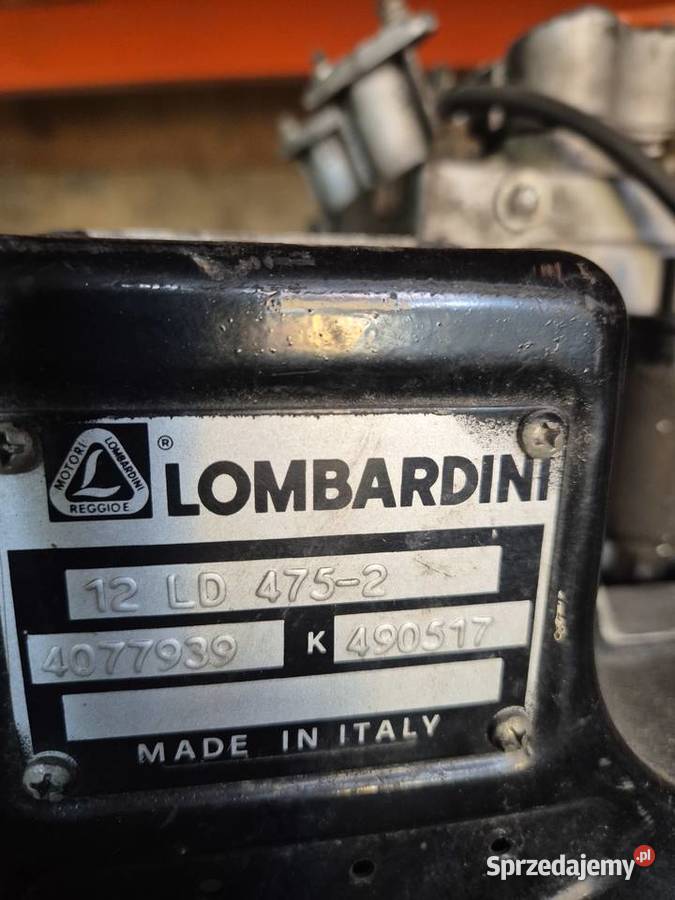 MOTORI LOMBARDINI
REGGIO E
® LOMBARDINI
12 LD 475-2
4077939 K 490517
MADE IN ITALY
Sprzedajemy.pl